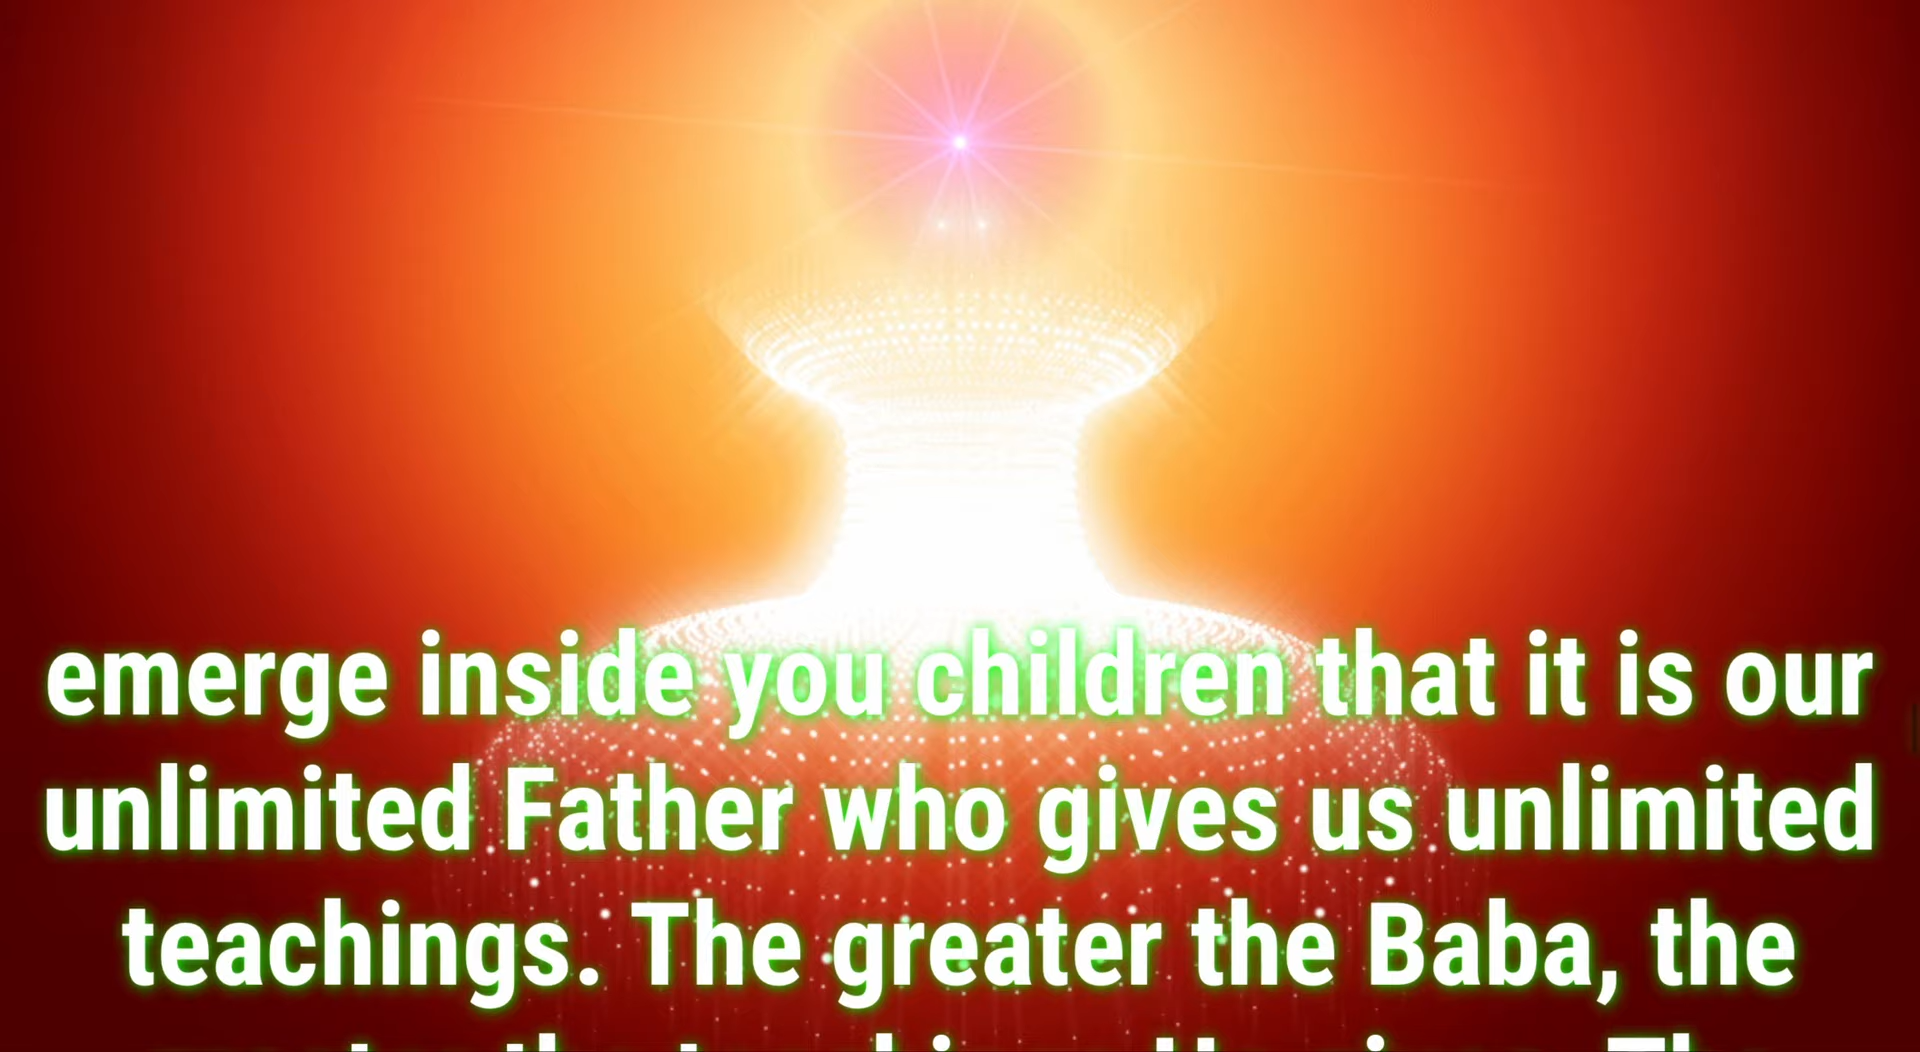 emerge inside you children that it is our
unlimited Father who gives us unlimited
teachings. The greater the Baba, the